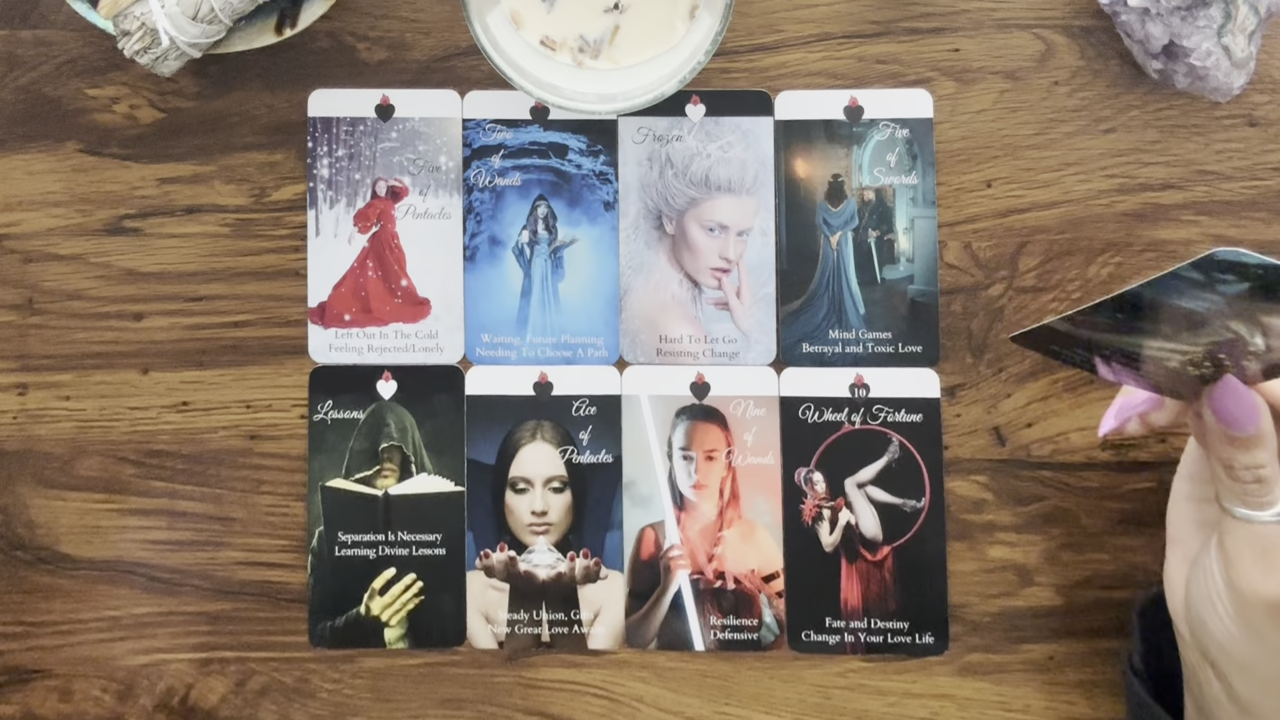 Five
of
Pentacles
Left Out In The Cold
Feeling Rejected/Lonely
Two
of
Wands
Waiting, Future Planning
Needing To Choose A Path
Frozen
Hard To Let Go
Resisting Change
Five
of
Swords
Mind Games
Betrayal and Toxic Love
Lessons
Separation Is Necessary
Learning Divine Lessons
Ace
of
Pentacles
Steady Union,
New Great Love
Nine
of
Wands
Resilience
Defensive
10
Wheel of Fortune
Fate and Destiny
Change In Your Love Life